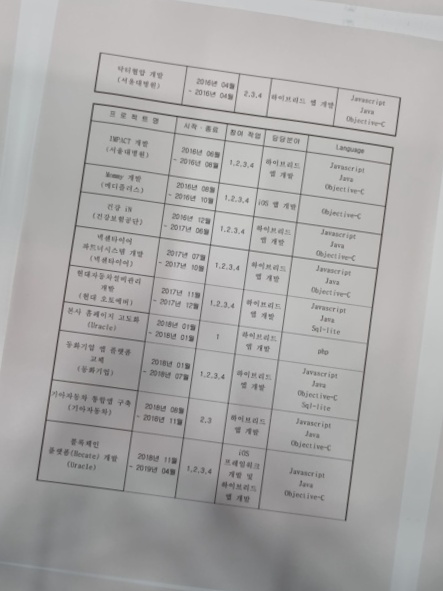 닥터협압 개발
(서울대병원)
2016년 04월
- 2016년 04월
2,3,4
하이브리드 앱 개발
Javascript
Java
Objective-C
프 로 젝 트 명
시작 · 종료
참여 작업
담당분야
Language
IMPACT 개발
(서울대병원)
2016년 06월
- 2016년 08월
1,2,3,4
하이브리드
앱 개발
Javascript
Java
Objective-C
Mommy 개발
(메디플러스)
2016년 08월
- 2016년 10월
1,2,3,4
iOS 앱 개발
Objective-C
건강 iN
(건강보험공단)
2016년 12월
- 2017년 06월
1,2,3,4
하이브리드
앱 개발
Javascript
Java
Objective-C
넥센타이어
파트너시스템 개발
(넥센타이어)
2017년 07월
- 2017년 10월
1,2,3,4
하이브리드
앱 개발
Javascript
Java
Objective-C
현대자동차설비관리
개발
(현대 오토에버)
2017년 11월
- 2017년 12월
1,2,3,4
하이브리드
앱 개발
Javascript
Java
Sql-lite
본사 홈페이지 고도화
(Uracle)
2018년 01월
- 2018년 01월
1
하이브리드
앱 개발
php
동화기업 앱 플랫폼
교체
(동화기업)
2018년 01월
- 2018년 07월
1,2,3,4
하이브리드
앱 개발
Javascript
Java
Objective-C
Sql-lite
기아자동차 통합앱 구축
(기아자동차)
2018년 08월
- 2018년 11월
2,3
하이브리드
앱 개발
Javascript
Java
Objective-C
블록체인
플랫폼(Hecate) 개발
(Uracle)
2018년 11월
- 2019년 04월
1,2,3,4
iOS
프레임워크
개발 및
하이브리드
앱 개발
Javascript
Java
Objective-C